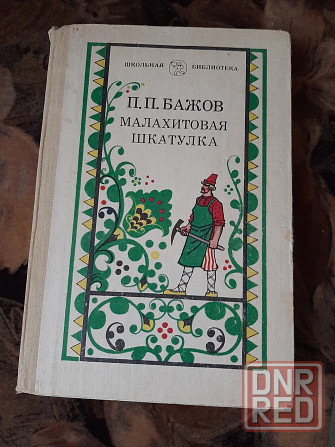 ШКОЛЬНАЯ БИБЛИОТЕКА
П.П. БАЖОВ
МАЛАХИТОВАЯ
ШКАТУЛКА
DNR
RED